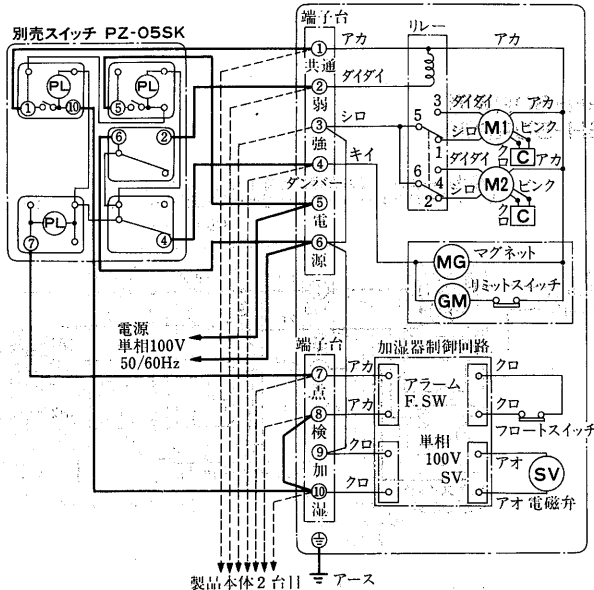 別売スイッチ PZ-05SK
PL
①
⑩
PL
⑤
⑥
②
PL
⑦
④
端子台
① 共通
② 弱
③ 強
④ ダンパー
⑤ 電
⑥ 源
アカ
ダイダイ
シロ
キイ
リレー
アカ
3 ダイダイ アカ
5 シロ M1 ピンク
1 クロ C
ダイダイ アカ
6 4 シロ M2 ピンク
2 クロ C
MG マグネット
GM リミットスイッチ
電源
単相100V
50/60Hz
端子台
⑦ 点
⑧ 検
⑨ 加
⑩ 湿
アカ
アカ
クロ
クロ
加湿器制御回路
アラーム
F.SW
単相
100V
SV
クロ
クロ
フロートスイッチ
アオ
SV
アオ 電磁弁
製品本体2台目
アース